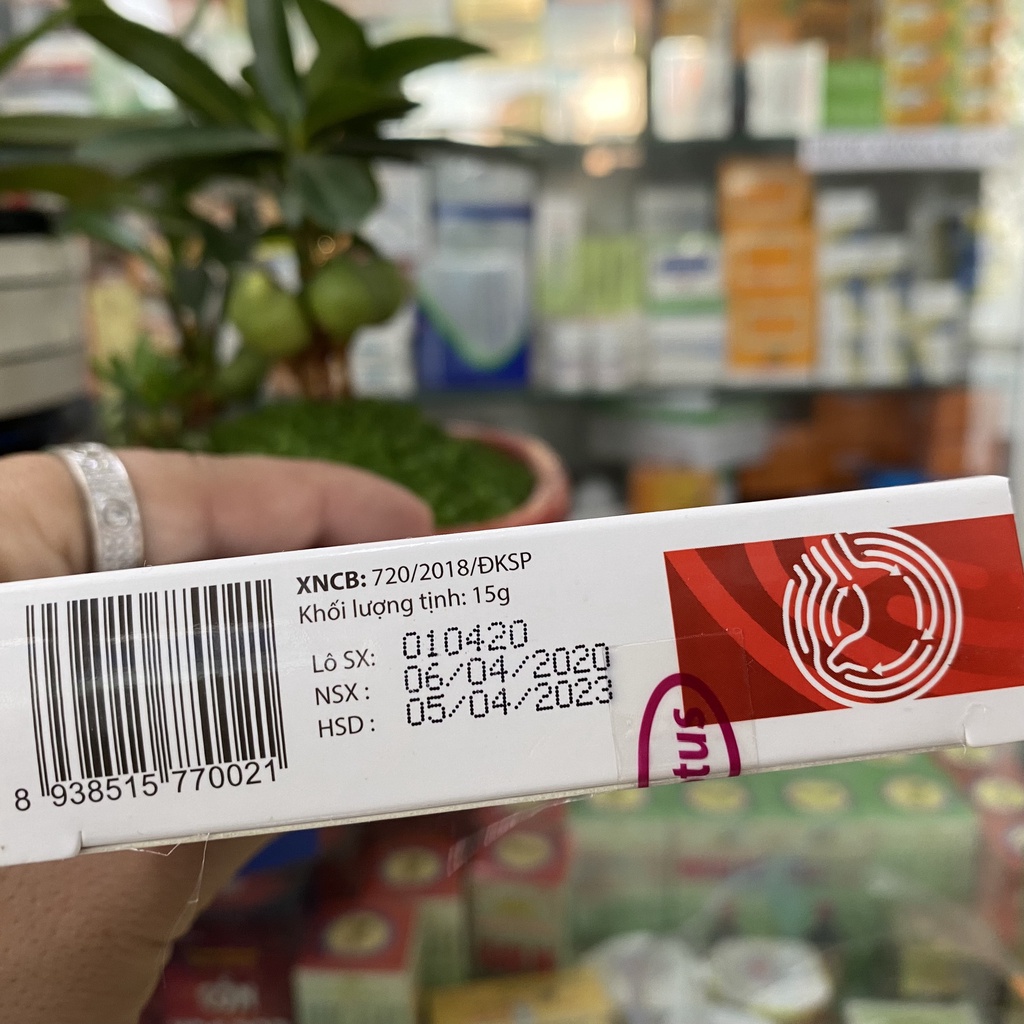 XNCB: 720/2018/ĐKSP
Khối lượng tịnh: 15g
Lô SX: 010420
NSX : 06/04/2020
HSD : 05/04/2023
8 938515 770021
tus